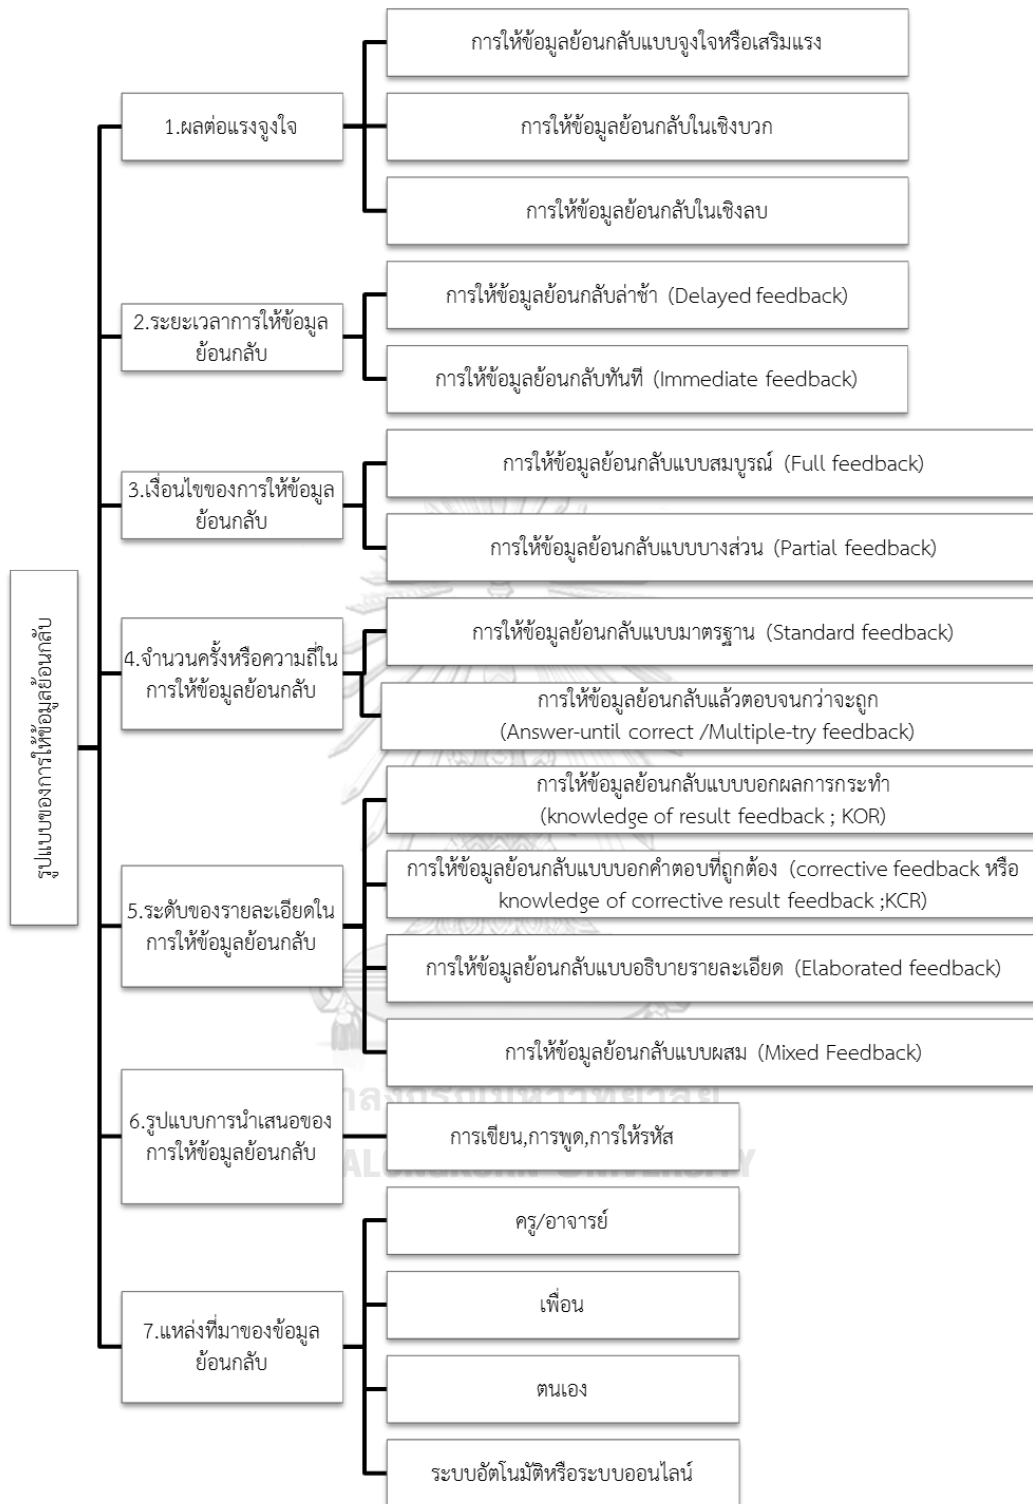 รูปแบบของการให้ข้อมูลย้อนกลับ
1.ผลต่อแรงจูงใจ
การให้ข้อมูลย้อนกลับแบบจูงใจหรือเสริมแรง
การให้ข้อมูลย้อนกลับในเชิงบวก
การให้ข้อมูลย้อนกลับในเชิงลบ
2.ระยะเวลาการให้ข้อมูล
ย้อนกลับ
การให้ข้อมูลย้อนกลับล่าช้า (Delayed feedback)
การให้ข้อมูลย้อนกลับทันที (Immediate feedback)
3.เงื่อนไขของการให้ข้อมูล
ย้อนกลับ
การให้ข้อมูลย้อนกลับแบบสมบูรณ์ (Full feedback)
การให้ข้อมูลย้อนกลับแบบบางส่วน (Partial feedback)
4.จำนวนครั้งหรือความถี่ใน
การให้ข้อมูลย้อนกลับ
การให้ข้อมูลย้อนกลับแบบมาตรฐาน (Standard feedback)
การให้ข้อมูลย้อนกลับแล้วตอบจนกว่าจะถูก
(Answer-until correct /Multiple-try feedback)
5.ระดับของรายละเอียดใน
การให้ข้อมูลย้อนกลับ
การให้ข้อมูลย้อนกลับแบบบอกผลการกระทำ
(knowledge of result feedback ; KOR)
การให้ข้อมูลย้อนกลับแบบบอกคำตอบที่ถูกต้อง (corrective feedback หรือ
knowledge of corrective result feedback ;KCR)
การให้ข้อมูลย้อนกลับแบบอธิบายรายละเอียด (Elaborated feedback)
การให้ข้อมูลย้อนกลับแบบผสม (Mixed Feedback)
6.รูปแบบการนำเสนอของ
การให้ข้อมูลย้อนกลับ
การเขียน,การพูด,การให้รหัส
7.แหล่งที่มาของข้อมูล
ย้อนกลับ
ครู/อาจารย์
เพื่อน
ตนเอง
ระบบอัตโนมัติหรือระบบออนไลน์